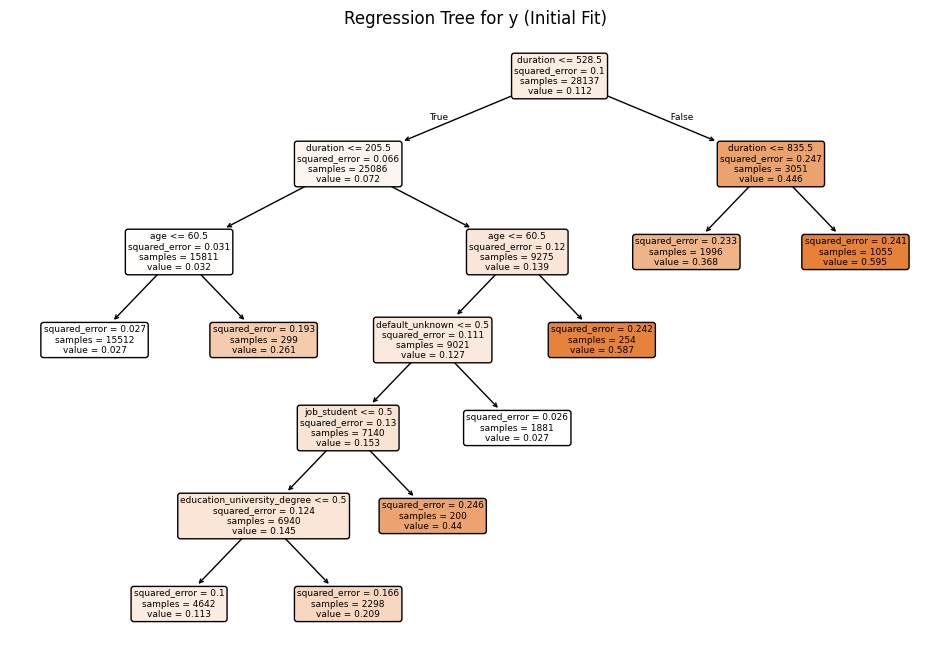 Regression Tree for y (Initial Fit)
duration <= 528.5
squared_error = 0.1
samples = 28137
value = 0.112
True
False
duration <= 205.5
squared_error = 0.066
samples = 25086
value = 0.072
duration <= 835.5
squared_error = 0.247
samples = 3051
value = 0.446
age <= 60.5
squared_error = 0.031
samples = 15811
value = 0.032
age <= 60.5
squared_error = 0.12
samples = 9275
value = 0.139
squared_error = 0.233
samples = 1996
value = 0.368
squared_error = 0.241
samples = 1055
value = 0.595
squared_error = 0.027
samples = 15512
value = 0.027
squared_error = 0.193
samples = 299
value = 0.261
default_unknown <= 0.5
squared_error = 0.111
samples = 9021
value = 0.127
squared_error = 0.242
samples = 254
value = 0.587
job_student <= 0.5
squared_error = 0.13
samples = 7140
value = 0.153
squared_error = 0.026
samples = 1881
value = 0.027
education_university_degree <= 0.5
squared_error = 0.124
samples = 6940
value = 0.145
squared_error = 0.246
samples = 200
value = 0.44
squared_error = 0.1
samples = 4642
value = 0.113
squared_error = 0.166
samples = 2298
value = 0.209